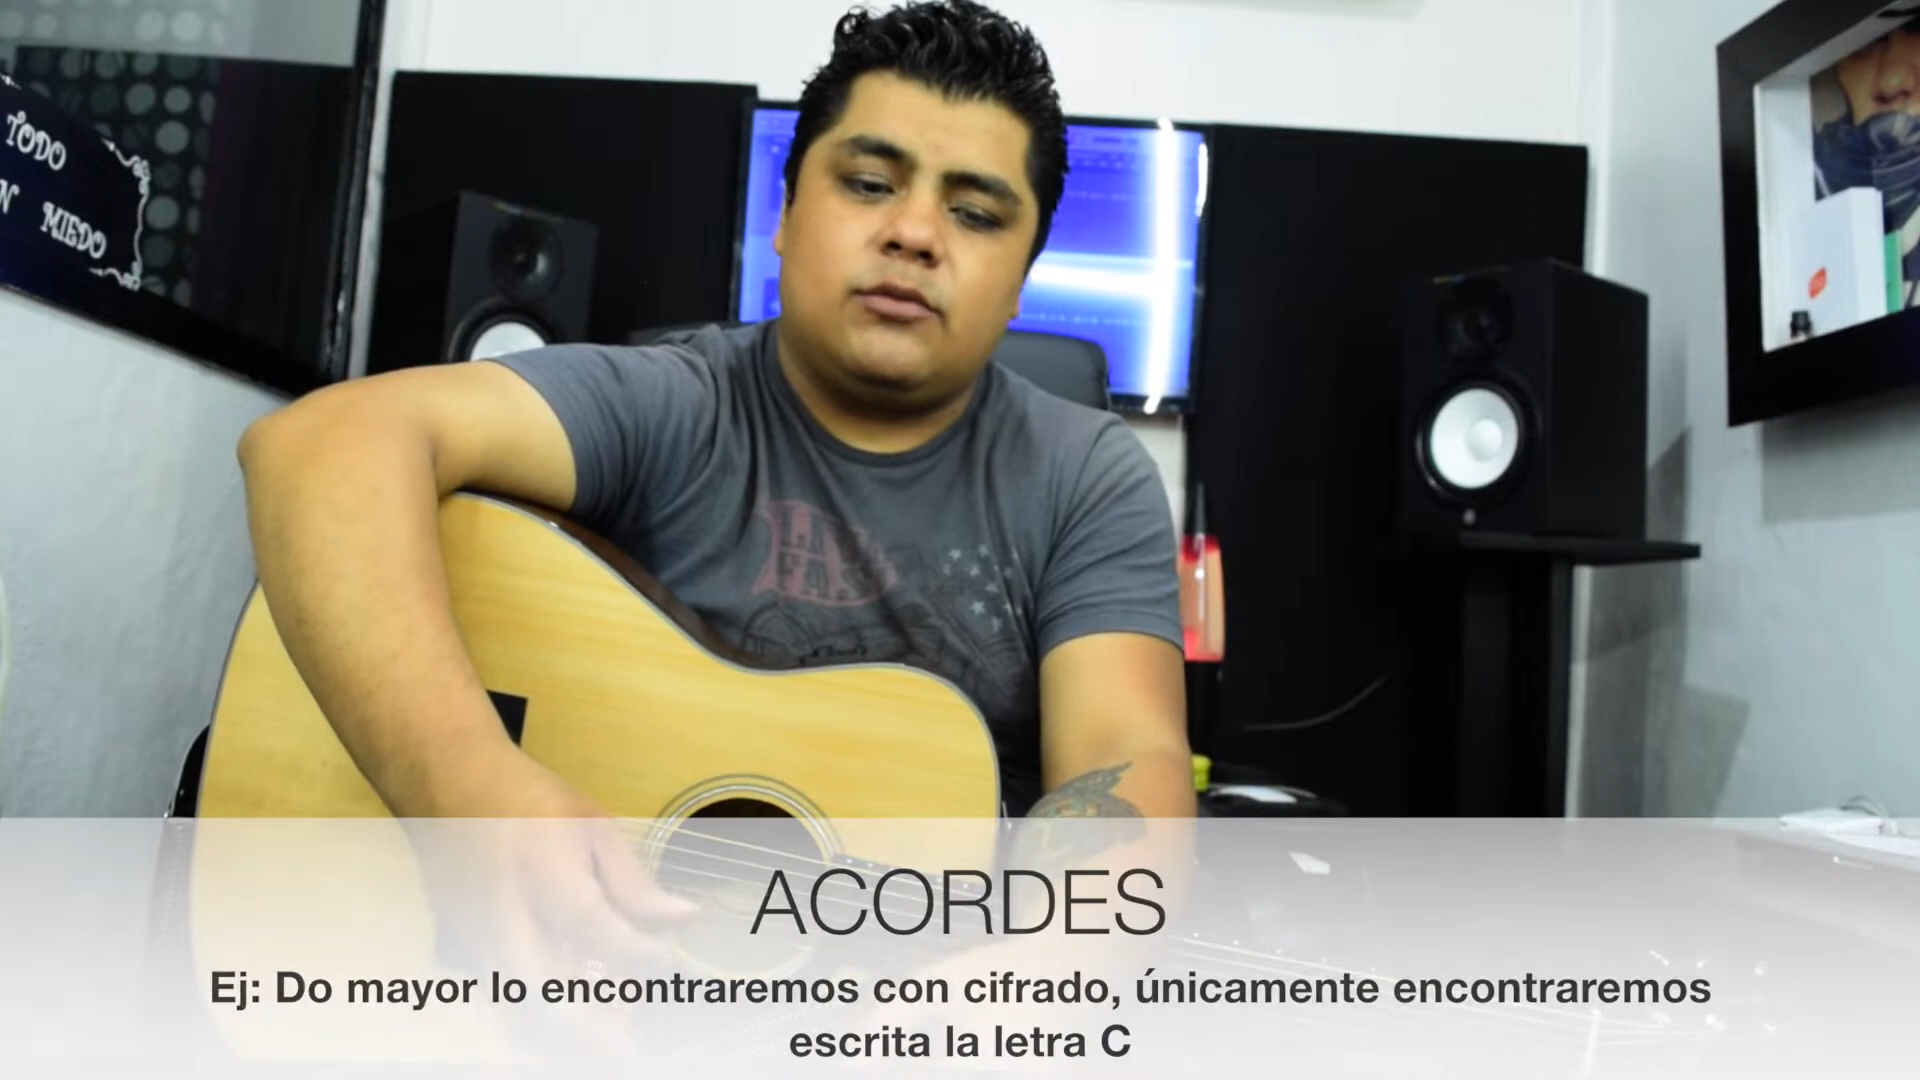 TODO
MIEDO
ACORDES
Ej: Do mayor lo encontraremos con cifrado, únicamente encontraremos
escrita la letra C